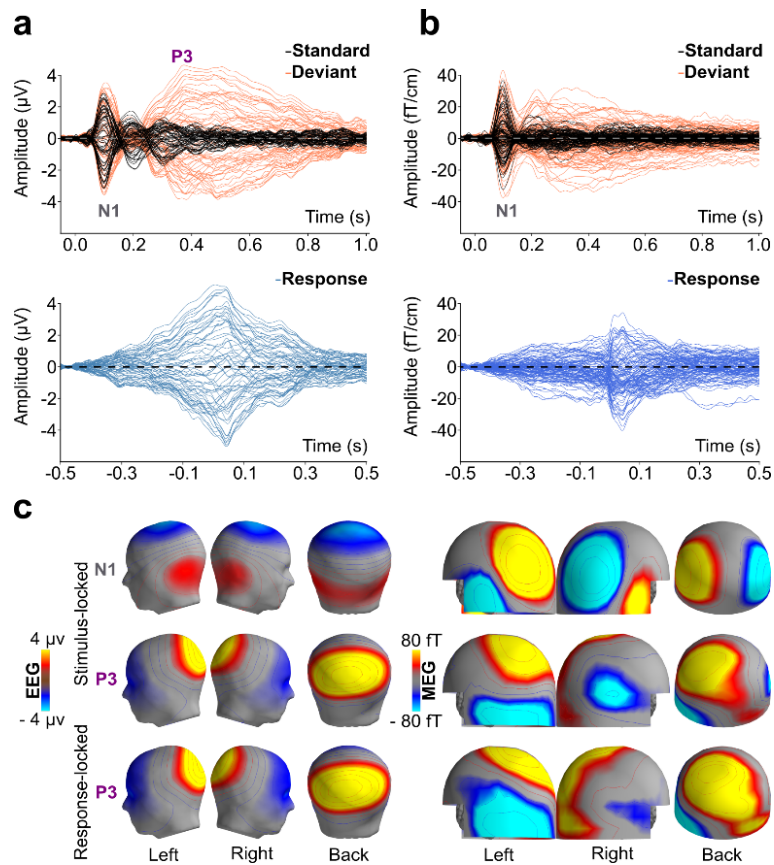 a
b
P3
-Standard
-Deviant
Amplitude (µV)
4
2
0
-2
-4
N1
Time (s)
0.0 0.2 0.4 0.6 0.8 1.0
-Standard
-Deviant
Amplitude (fT/cm)
40
20
0
-20
-40
N1
Time (s)
0.0 0.2 0.4 0.6 0.8 1.0
-Response
Amplitude (µV)
4
2
0
-2
-4
Time (s)
-0.5 -0.3 -0.1 0.1 0.3 0.5
-Response
Amplitude (fT/cm)
40
20
0
-20
-40
Time (s)
-0.5 -0.3 -0.1 0.1 0.3 0.5
c
Stimulus-locked
N1
4 µv
EEG
- 4 µv
P3
80 fT
MEG
- 80 fT
Response-locked
P3
Left Right Back Left Right Back